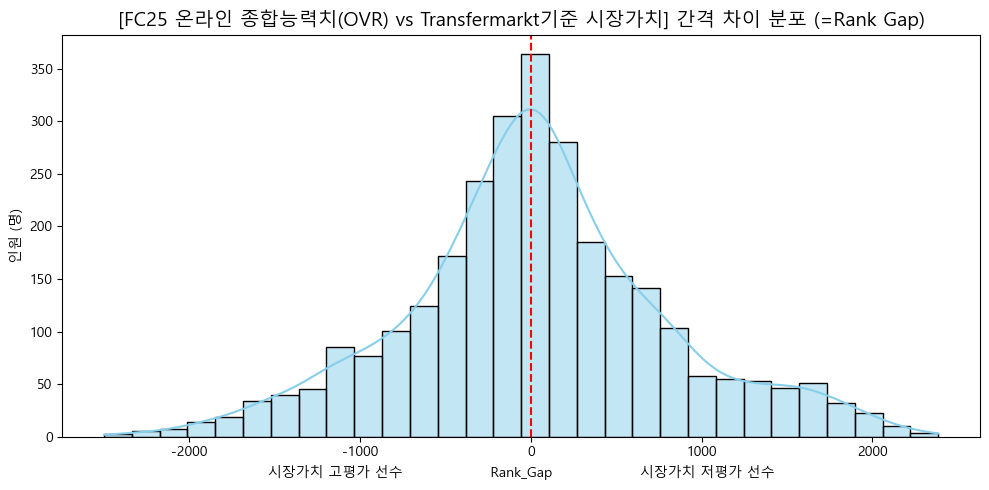 [FC25 온라인 종합능력치(OVR) vs Transfermarkt기준 시장가치] 간격 차이 분포 (=Rank Gap)
350
300
250
200
150
100
50
0
인원 (명)
-2000
-1000
0
1000
2000
시장가치 고평가 선수
Rank_Gap
시장가치 저평가 선수